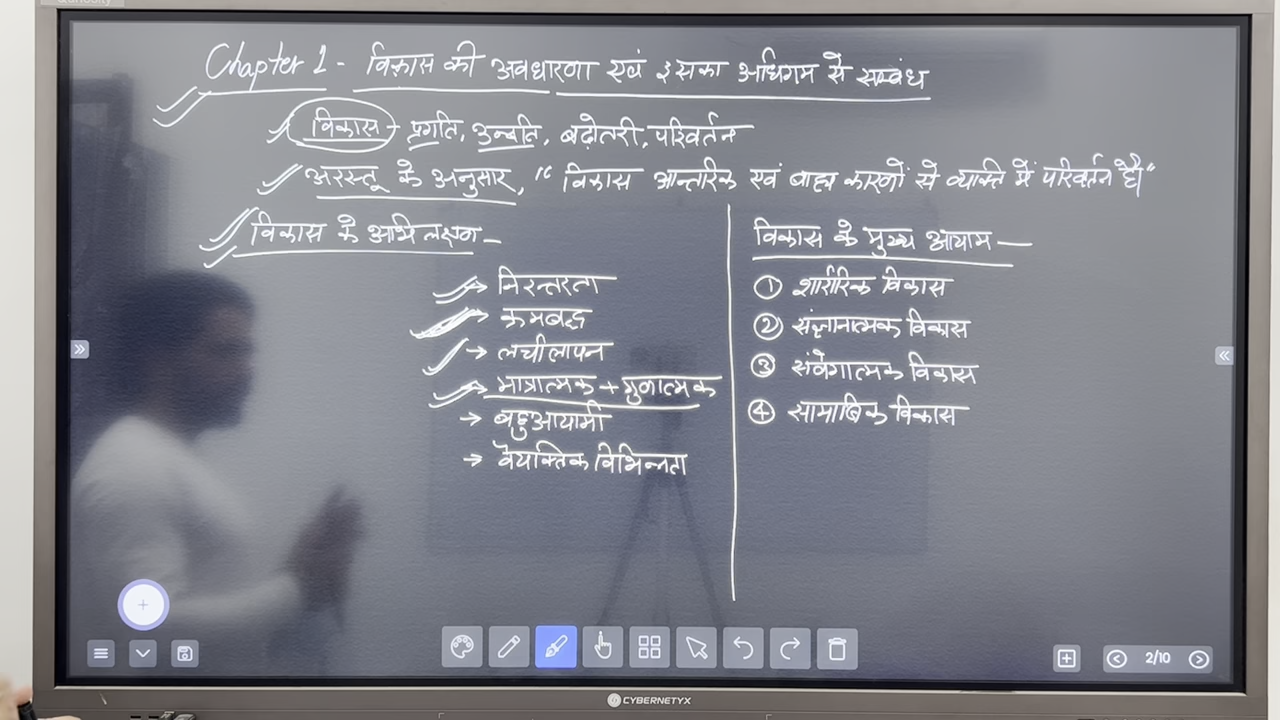 Chapter 1 - विकास की अवधारणा एवं इसका अधिगम से सम्बंध
विकास - प्रगति, उन्नति, बढ़ोतरी, परिवर्तन
अरस्तू के अनुसार, "विकास आन्तरिक एवं बाह्य कारणों से व्यक्ति में परिवर्तन है।"
विकास के अभिलक्षण -
→ निरन्तरता
→ क्रमबद्ध
→ लचीलापन
→ मात्रात्मक + गुणात्मक
→ बहुआयामी
→ वैयक्तिक विभिन्नता
विकास के मुख्य आयाम —
① शारीरिक विकास
② संज्ञानात्मक विकास
③ संवेगात्मक विकास
④ सामाजिक विकास
2/10
CYBERNETYX